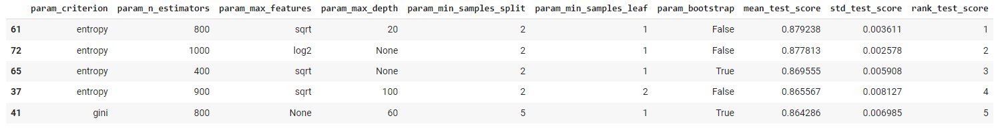 param_criterion param_n_estimators param_max_features param_max_depth param_min_samples_split param_min_samples_leaf param_bootstrap mean_test_score std_test_score rank_test_score
61 entropy 800 sqrt 20 2 1 False 0.879238 0.003611 1
72 entropy 1000 log2 None 2 1 False 0.877813 0.002578 2
65 entropy 400 sqrt None 2 1 True 0.869555 0.005908 3
37 entropy 900 sqrt 100 2 2 False 0.865567 0.008127 4
41 gini 800 None 60 5 1 True 0.864286 0.006985 5